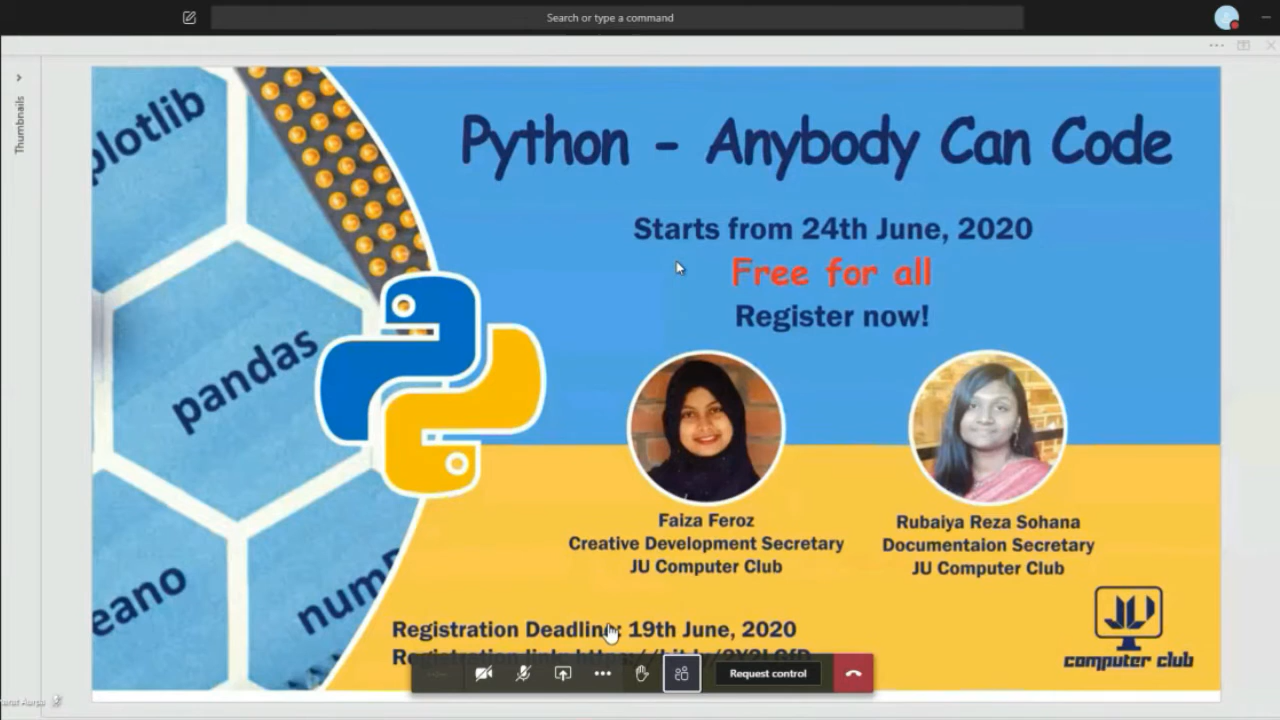 Search or type a command
Thumbnails
plotlib
pandas
eano
Python - Anybody Can Code
Starts from 24th June, 2020
Free for all
Register now!
Faiza Feroz
Creative Development Secretary
JU Computer Club
Rubaiya Reza Sohana
Documentaion Secretary
JU Computer Club
Registration Deadline: 19th June, 2020
Request control
JU
computer club